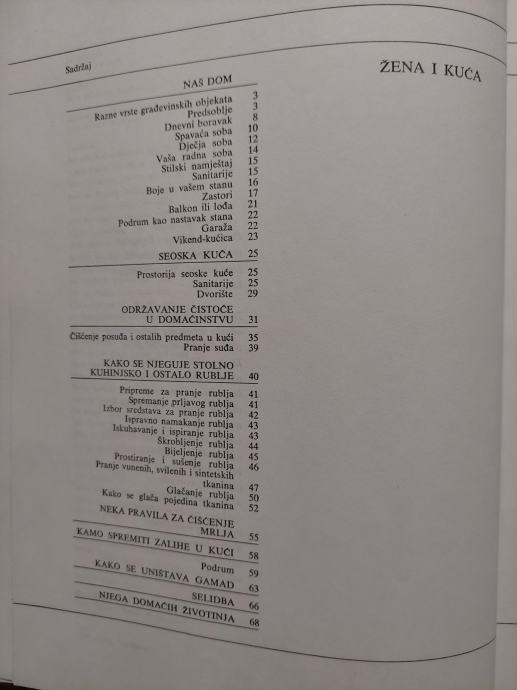 Sadržaj
ŽENA I KUĆA
NAŠ DOM
Razne vrste građevinskih objekata 3
Predsoblje 3
Dnevni boravak 8
Spavaća soba 10
Dječja soba 12
Vaša radna soba 14
Stilski namještaj 15
Sanitarije 15
Boje u vašem stanu 16
Zastori 17
Balkon ili lođa 21
Podrum kao nastavak stana 22
Garaža 22
Vikend-kućica 23
SEOSKA KUĆA 25
Prostorija seoske kuće 25
Sanitarije 25
Dvorište 29
ODRŽAVANJE ČISTOĆE
U DOMAĆINSTVU 31
Čišćenje posuđa i ostalih predmeta u kući 35
Pranje suđa 39
KAKO SE NJEGUJE STOLNO
KUHINJSKO I OSTALO RUBLJE 40
Pripreme za pranje rublja 41
Spremanje prljavog rublja 41
Izbor sredstava za pranje rublja 42
Ispravno namakanje rublja 43
Iskuhavanje i ispiranje rublja 43
Škrobljenje rublja 44
Bijeljenje rublja 45
Prostiranje i sušenje rublja 46
Pranje vunenih, svilenih i sintetskih
tkanina 47
Glačanje rublja 50
Kako se glača pojedina tkanina 52
NEKA PRAVILA ZA ČIŠĆENJE
MRLJA 55
KAMO SPREMITI ZALIHE U KUĆI 58
Podrum 59
KAKO SE UNIŠTAVA GAMAD 63
SELIDBA 66
NJEGA DOMAĆIH ŽIVOTINJA 68